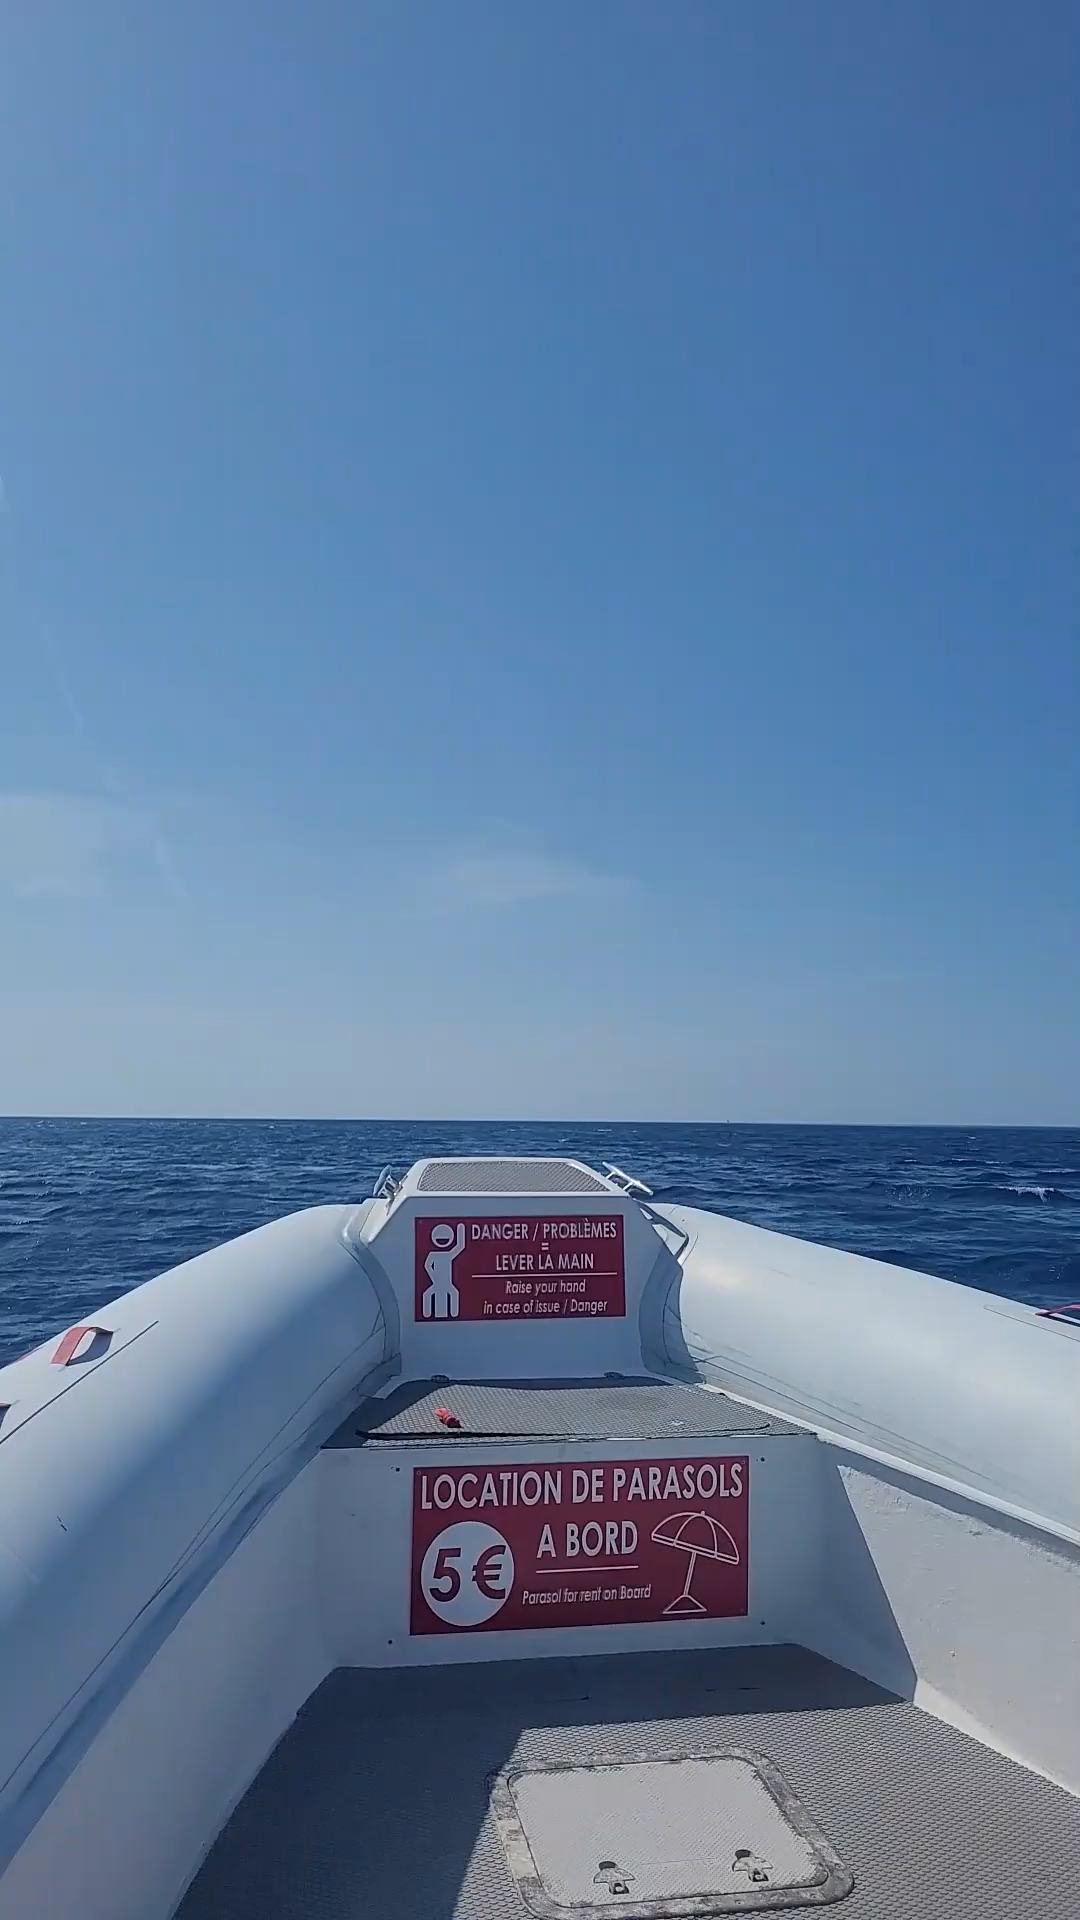 DANGER / PROBLÈMES
=
LEVER LA MAIN
Raise your hand
in case of issue / Danger
LOCATION DE PARASOLS
A BORD
5€
Parasol for rent on Board